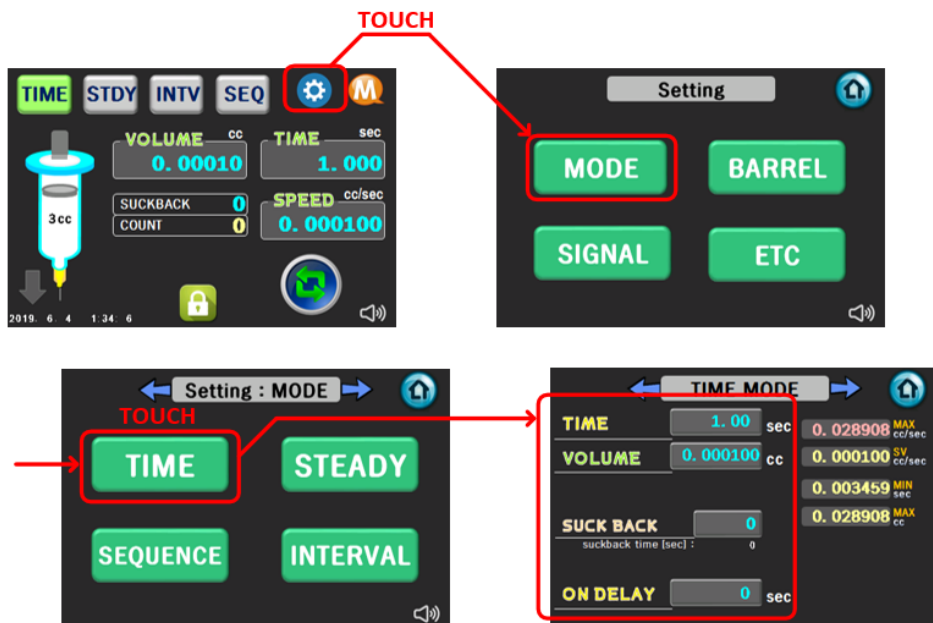 TOUCH
TIME STDY INTV SEQ M
VOLUME cc TIME sec
0. 00010 1. 000
SUCKBACK 0 SPEED cc/sec
COUNT 0 0. 000100
3cc
2019. 6. 4 1:34: 6
Setting
MODE BARREL
SIGNAL ETC
Setting : MODE
TOUCH
TIME STEADY
SEQUENCE INTERVAL
TIME MODE
TIME 1. 00 sec 0. 028908 MAX cc/sec
VOLUME 0. 000100 cc 0. 000100 SV cc/sec
0. 003459 MIN sec
0. 028908 MAX cc
SUCK BACK 0
suckback time [sec] : 0
ON DELAY 0 sec